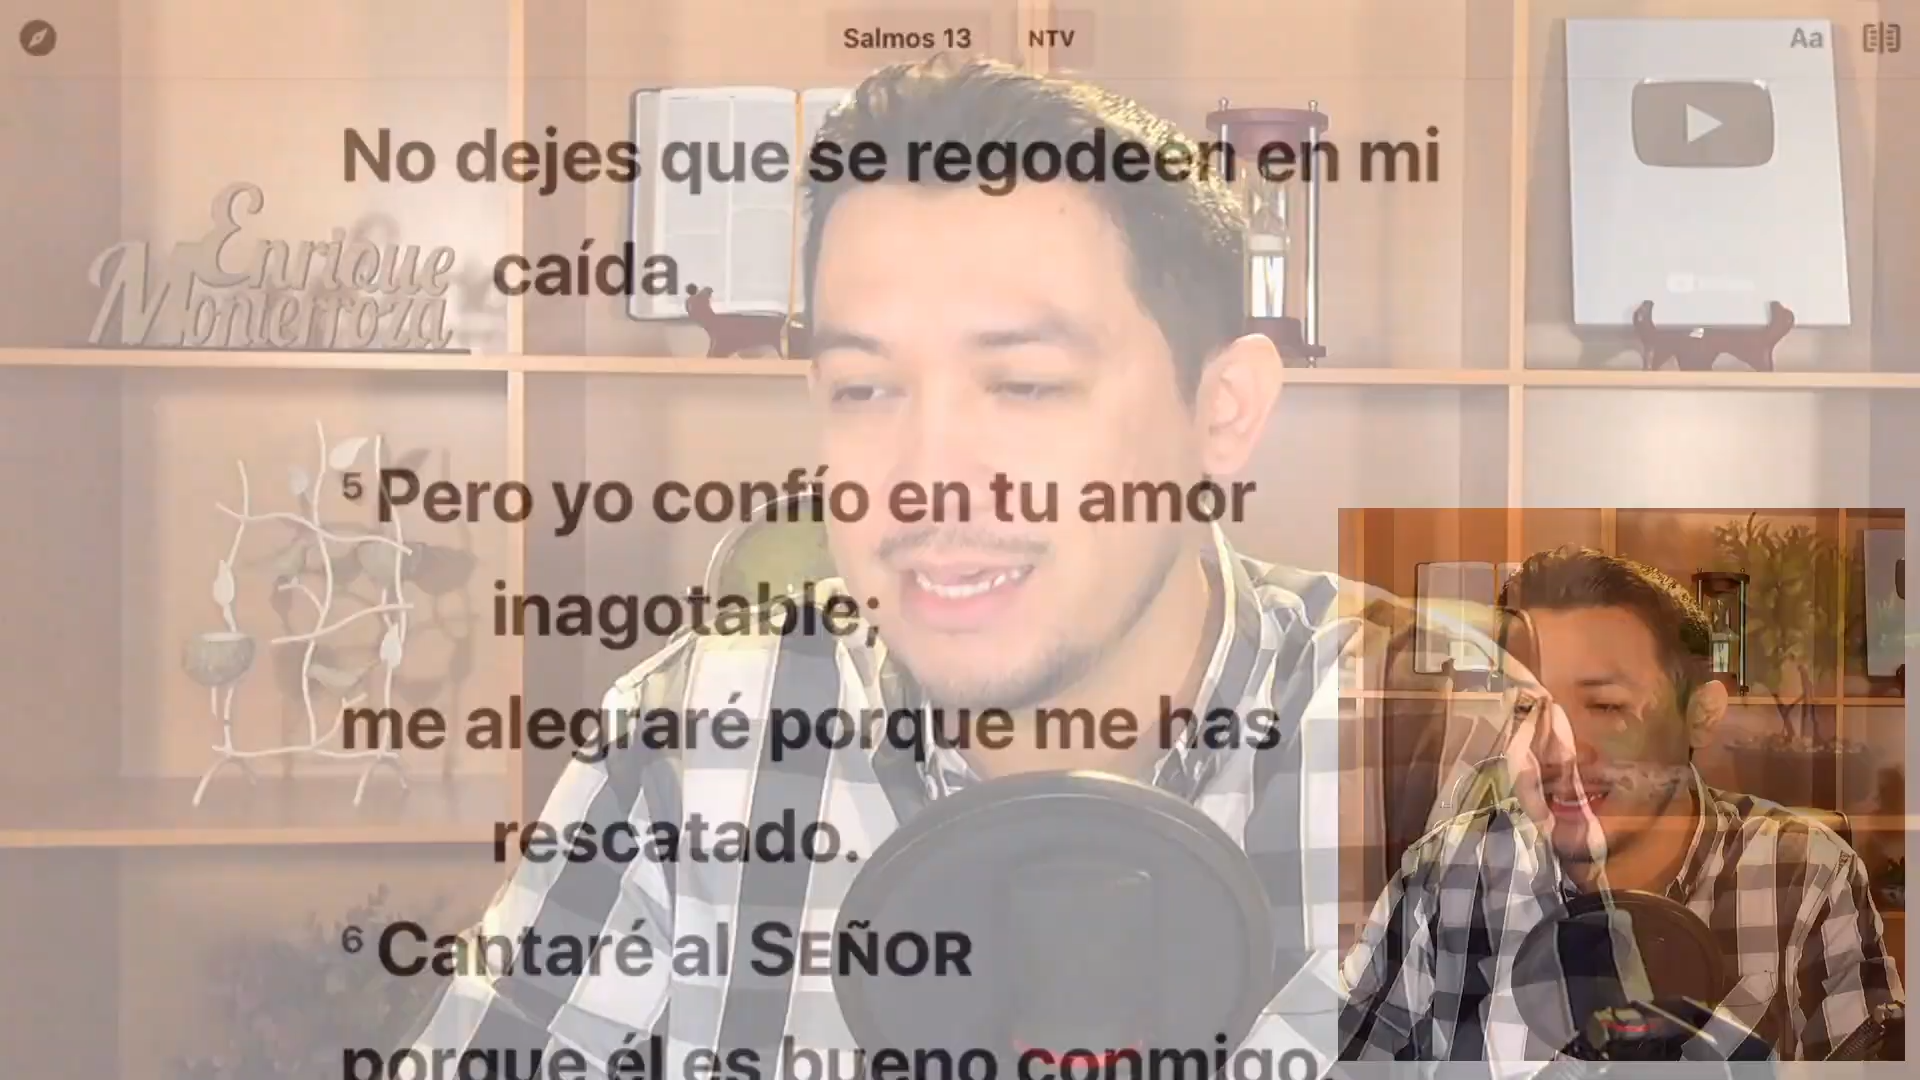 Salmos 13 NTV Aa
No dejes que se regodeen en mi
caída.
Enrique
Monterroza
5 Pero yo confío en tu amor
inagotable;
me alegraré porque me has
rescatado.
6 Cantaré al SEÑOR
porque él es bueno conmigo.